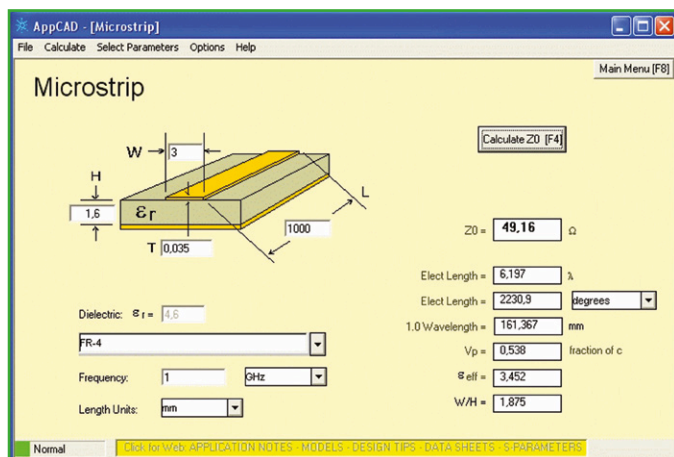 AppCAD - [Microstrip]
File Calculate Select Parameters Options Help
Main Menu [F8]
Microstrip
Calculate Z0 [F4]
W 3
H
1,6
εr
L
1000
T 0,035
Z0 = 49,16 Ω
Elect Length = 6,197 λ
Elect Length = 2230,9 degrees
1.0 Wavelength = 161,367 mm
Vp = 0,538 fraction of c
εeff = 3,452
W/H = 1,875
Dielectric: εr = 4,6
FR-4
Frequency: 1 GHz
Length Units: mm
Normal
Click for Web: APPLICATION NOTES - MODELS - DESIGN TIPS - DATA SHEETS - S-PARAMETERS